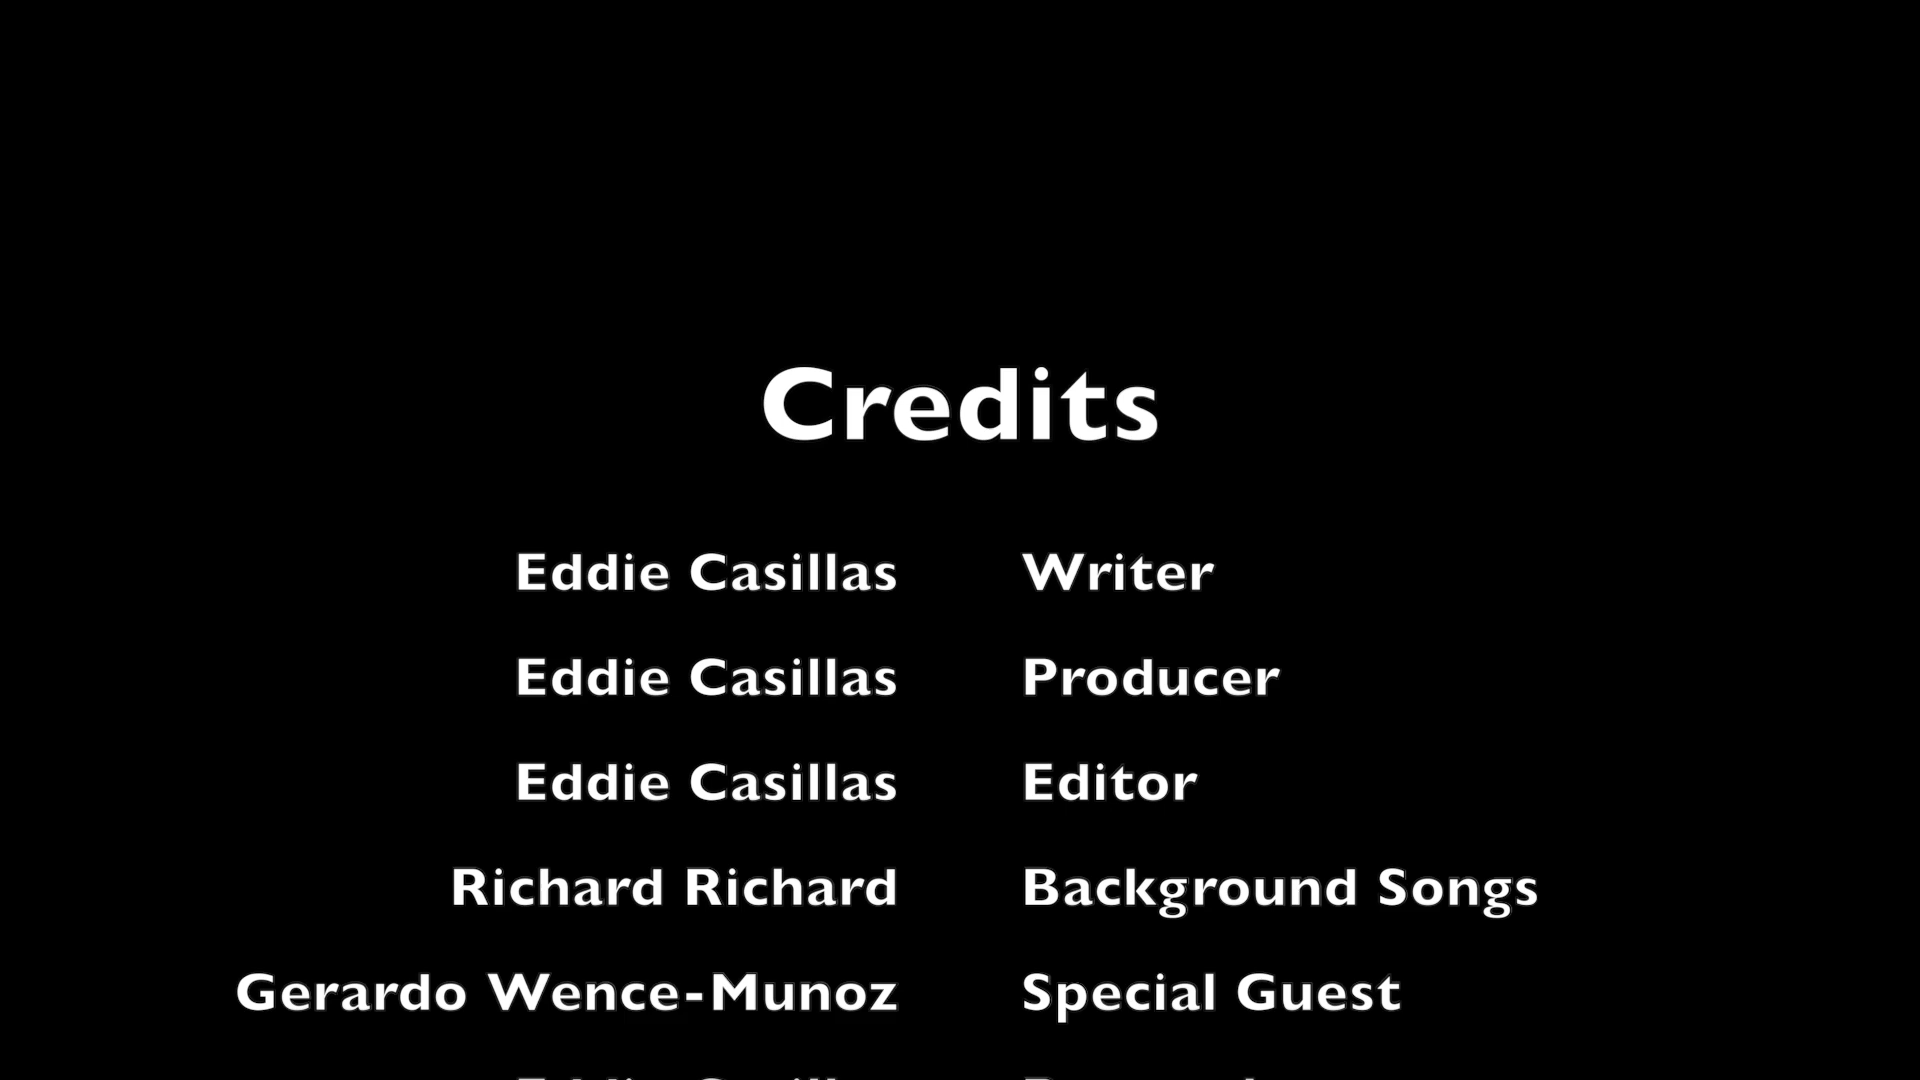 Credits
Eddie Casillas Writer
Eddie Casillas Producer
Eddie Casillas Editor
Richard Richard Background Songs
Gerardo Wence-Munoz Special Guest